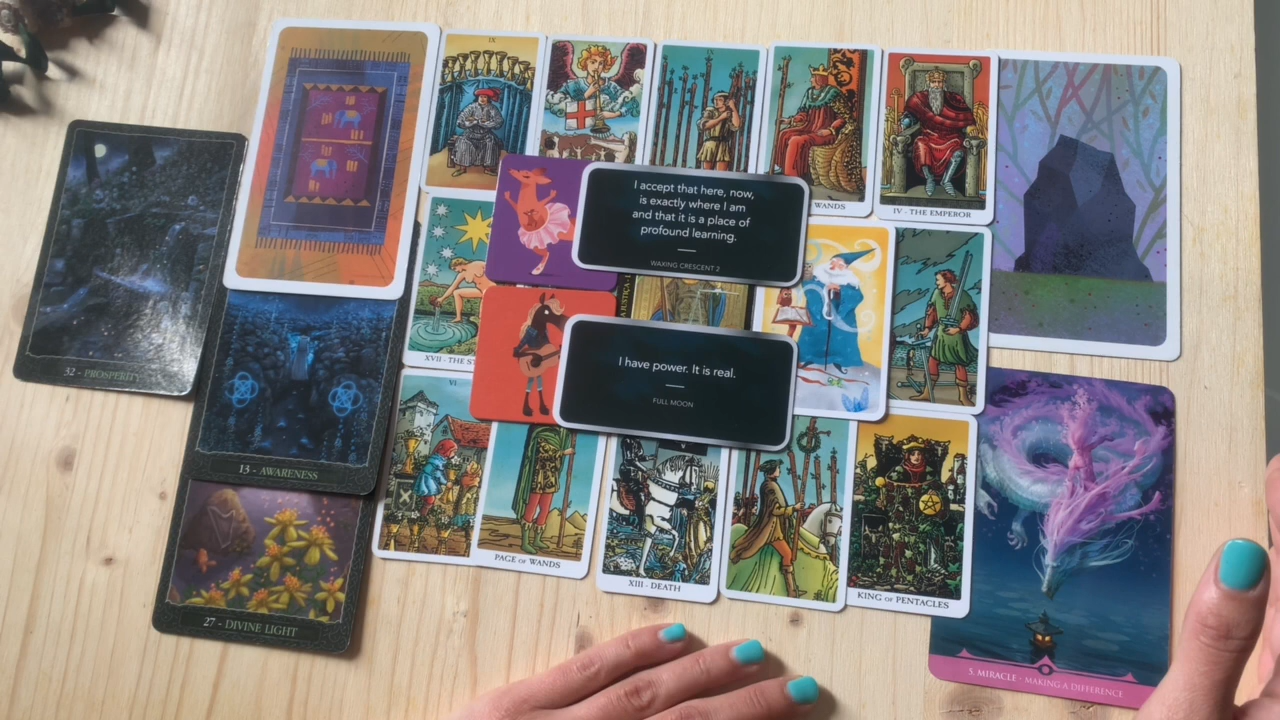 IX
IX
WANDS
IV - THE EMPEROR
I accept that here, now,
is exactly where I am
and that it is a place of
profound learning.
WAXING CRESCENT 2
32 - PROSPERITY
XVII - THE ST
I have power. It is real.
FULL MOON
VI
13 - AWARENESS
PAGE OF WANDS
XIII - DEATH
KING OF PENTACLES
27 - DIVINE LIGHT
5. MIRACLE - MAKING A DIFFERENCE